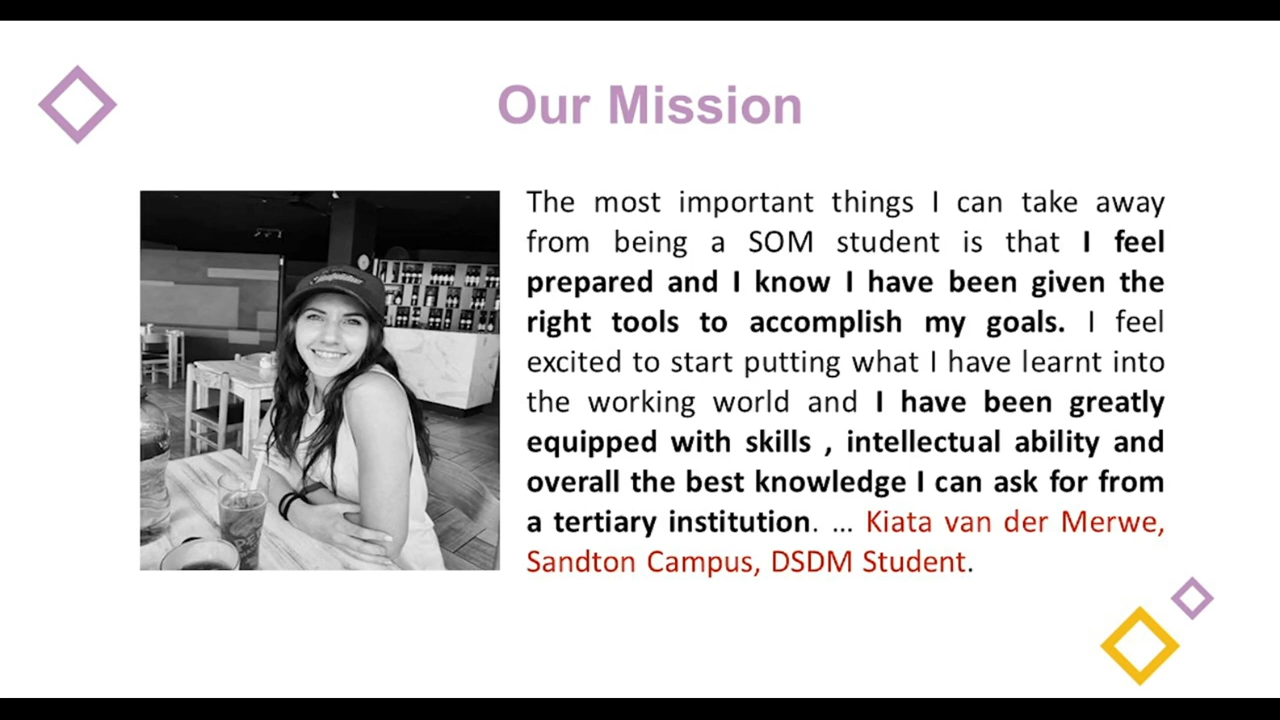 Our Mission
The most important things I can take away
from being a SOM student is that I feel
prepared and I know I have been given the
right tools to accomplish my goals. I feel
excited to start putting what I have learnt into
the working world and I have been greatly
equipped with skills , intellectual ability and
overall the best knowledge I can ask for from
a tertiary institution. ... Kiata van der Merwe,
Sandton Campus, DSDM Student.